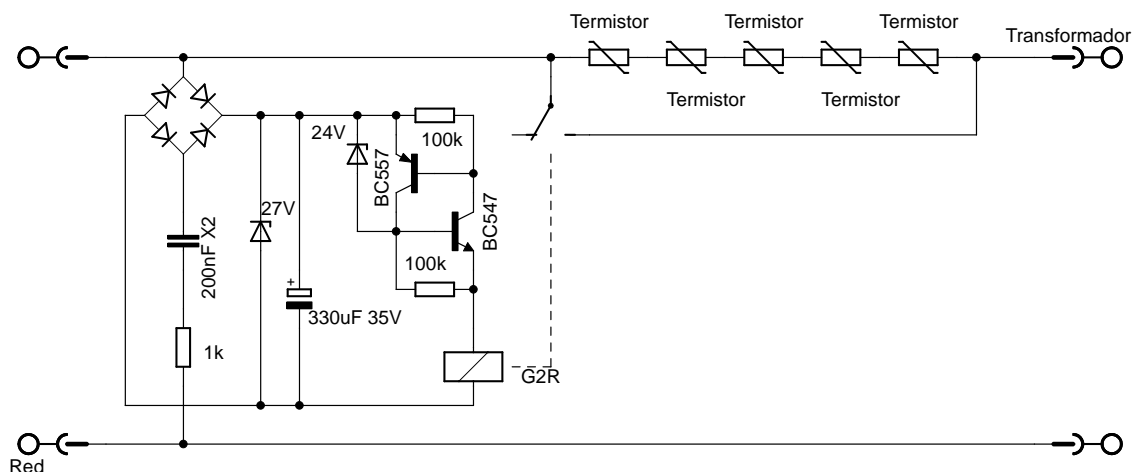 Termistor
Termistor
Termistor
Transformador
Termistor
Termistor
24V
100k
BC557
27V
BC547
200nF X2
100k
+
330uF 35V
1k
G2R
Red